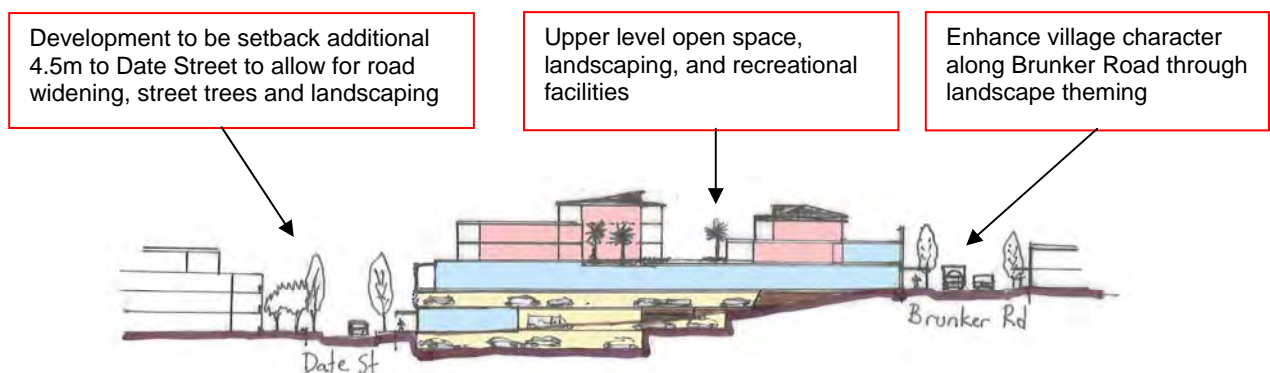 Development to be setback additional
4.5m to Date Street to allow for road
widening, street trees and landscaping
Upper level open space,
landscaping, and recreational
facilities
Enhance village character
along Brunker Road through
landscape theming
Date St
Brunker Rd